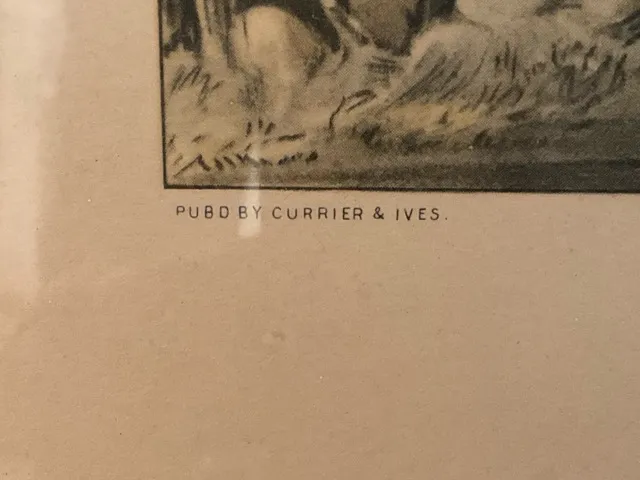 PUBD BY CURRIER & IVES.